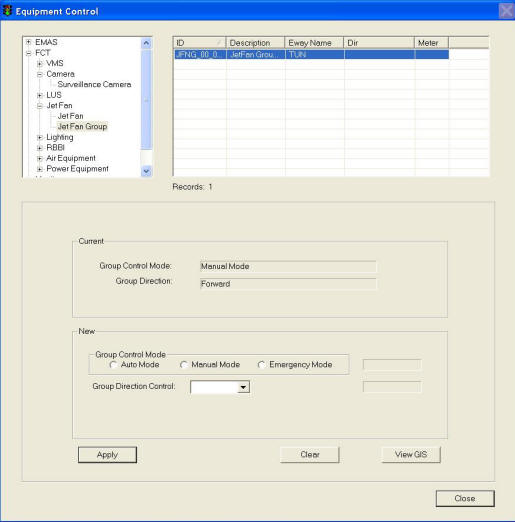 Equipment Control
EMAS
FCT
VMS
Camera
Surveillance Camera
LUS
Jet Fan
Jet Fan
Jet Fan Group
Lighting
RBBI
Air Equipment
Power Equipment
ID Description Eway Name Dir Meter
JFNG_00_0... JetFan Grou... TUN
Records: 1
Current
Group Control Mode: Manual Mode
Group Direction: Forward
New
Group Control Mode
Auto Mode Manual Mode Emergency Mode
Group Direction Control:
Apply Clear View GIS
Close